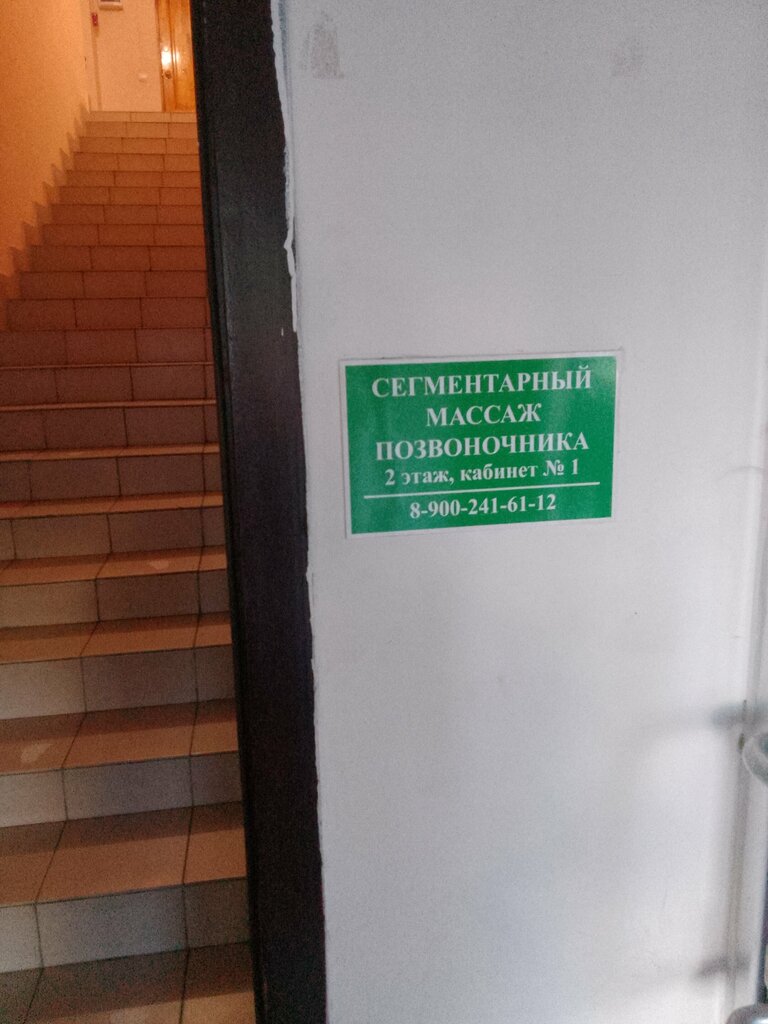 СЕГМЕНТАРНЫЙ
МАССАЖ
ПОЗВОНОЧНИКА
2 этаж, кабинет № 1
8-900-241-61-12